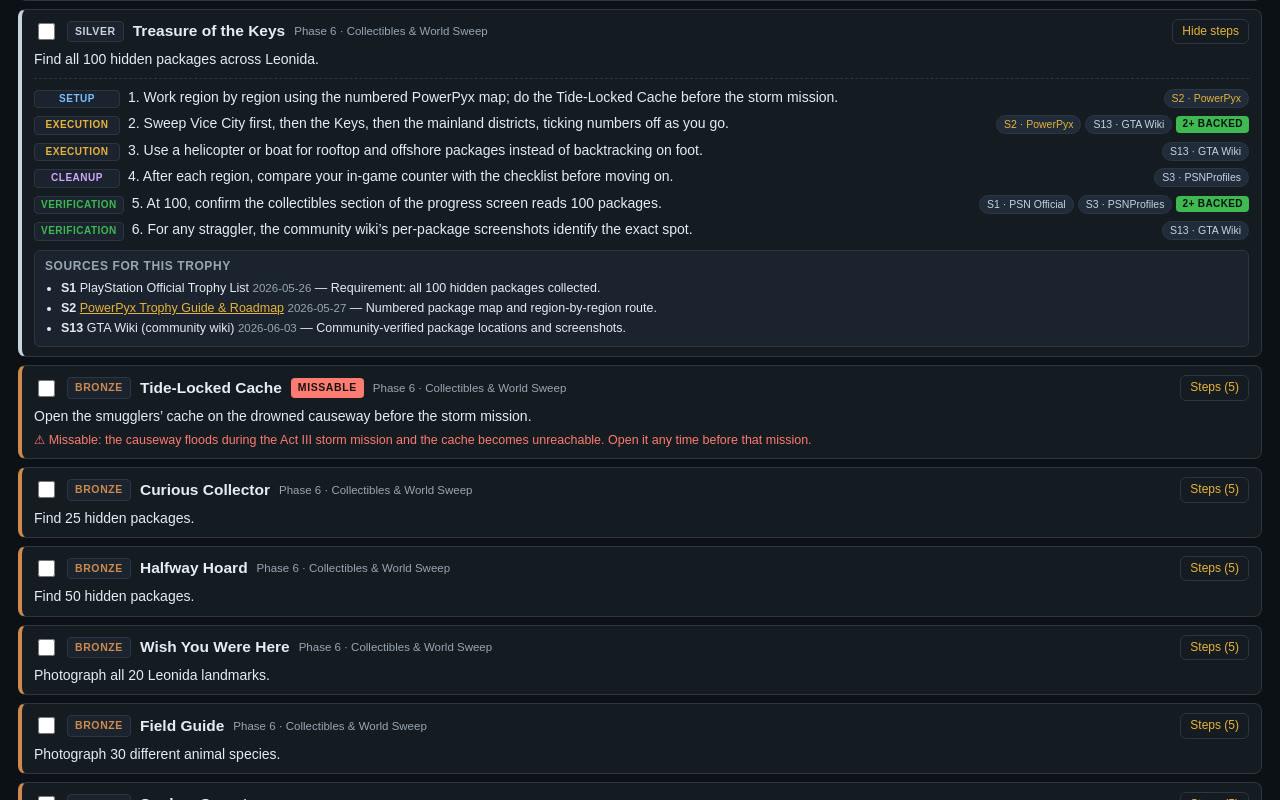 SILVER Treasure of the Keys Phase 6 · Collectibles & World Sweep Hide steps
Find all 100 hidden packages across Leonida.
SETUP 1. Work region by region using the numbered PowerPyx map; do the Tide-Locked Cache before the storm mission. S2 · PowerPyx
EXECUTION 2. Sweep Vice City first, then the Keys, then the mainland districts, ticking numbers off as you go. S2 · PowerPyx S13 · GTA Wiki 2+ BACKED
EXECUTION 3. Use a helicopter or boat for rooftop and offshore packages instead of backtracking on foot. S13 · GTA Wiki
CLEANUP 4. After each region, compare your in-game counter with the checklist before moving on. S3 · PSNProfiles
VERIFICATION 5. At 100, confirm the collectibles section of the progress screen reads 100 packages. S1 · PSN Official S3 · PSNProfiles 2+ BACKED
VERIFICATION 6. For any straggler, the community wiki’s per-package screenshots identify the exact spot. S13 · GTA Wiki
SOURCES FOR THIS TROPHY
• S1 PlayStation Official Trophy List 2026-05-26 — Requirement: all 100 hidden packages collected.
• S2 PowerPyx Trophy Guide & Roadmap 2026-05-27 — Numbered package map and region-by-region route.
• S13 GTA Wiki (community wiki) 2026-06-03 — Community-verified package locations and screenshots.
BRONZE Tide-Locked Cache MISSABLE Phase 6 · Collectibles & World Sweep Steps (5)
Open the smugglers’ cache on the drowned causeway before the storm mission.
⚠ Missable: the causeway floods during the Act III storm mission and the cache becomes unreachable. Open it any time before that mission.
BRONZE Curious Collector Phase 6 · Collectibles & World Sweep Steps (5)
Find 25 hidden packages.
BRONZE Halfway Hoard Phase 6 · Collectibles & World Sweep Steps (5)
Find 50 hidden packages.
BRONZE Wish You Were Here Phase 6 · Collectibles & World Sweep Steps (5)
Photograph all 20 Leonida landmarks.
BRONZE Field Guide Phase 6 · Collectibles & World Sweep Steps (5)
Photograph 30 different animal species.